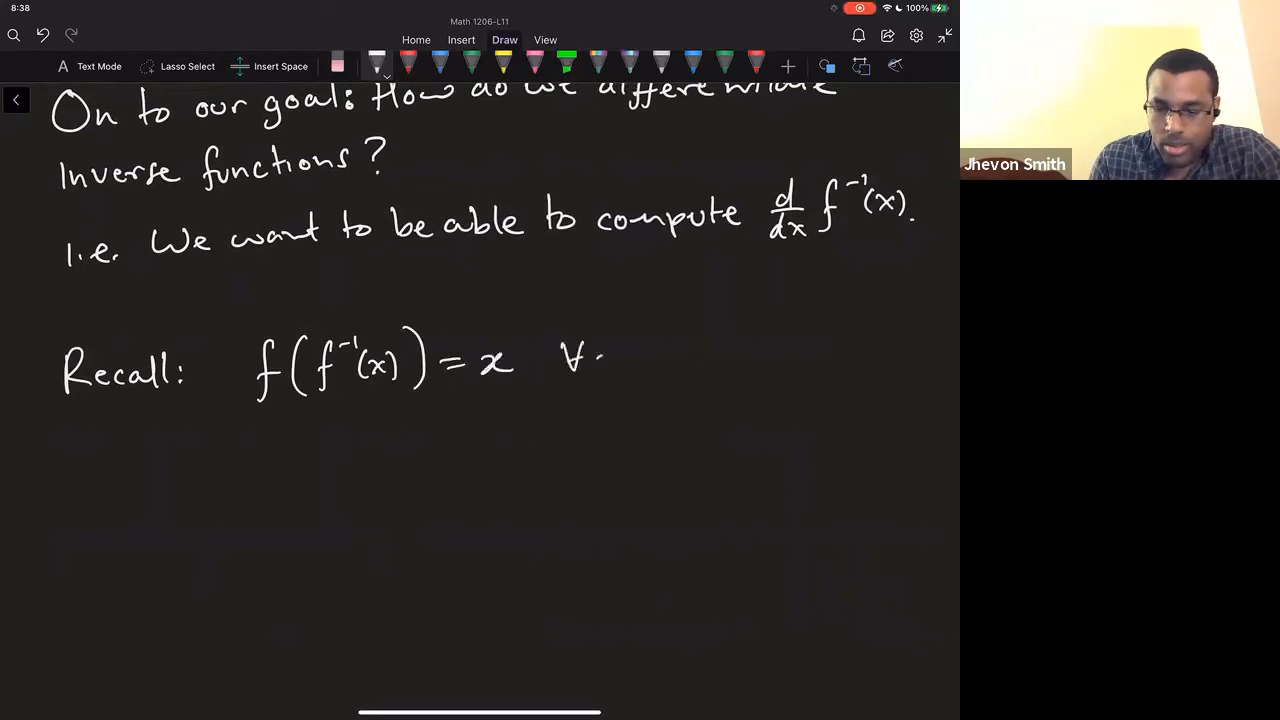 8:38
100%
Math 1206-L11
Home Insert Draw View
Text Mode Lasso Select Insert Space
On to our goal: How do we differentiate
Inverse functions?
I.e. We want to be able to compute d/dx f⁻¹(x).
Recall: f(f⁻¹(x)) = x ∀
Jhevon Smith